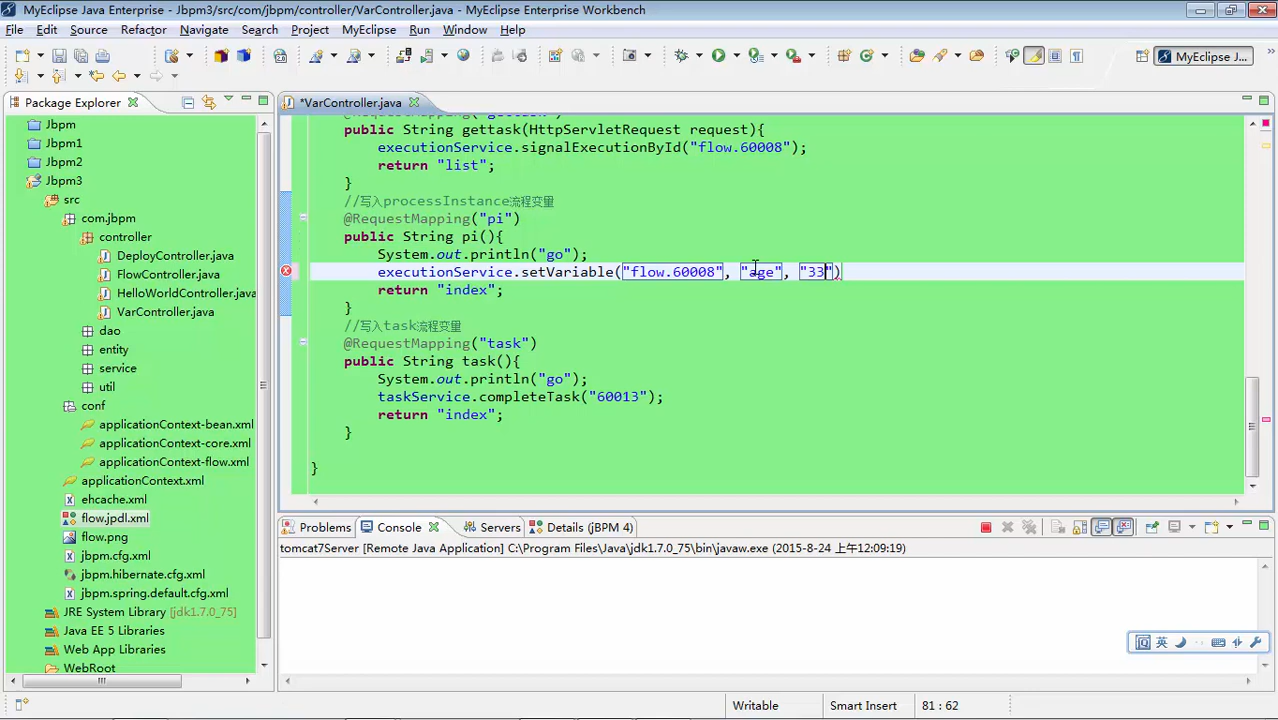 MyEclipse Java Enterprise - Jbpm3/src/com/jbpm/controller/VarController.java - MyEclipse Enterprise Workbench
File Edit Source Refactor Navigate Search Project MyEclipse Run Window Help
MyEclipse J...
Package Explorer
*VarController.java
Jbpm
Jbpm1
Jbpm2
Jbpm3
src
com.jbpm
controller
DeployController.java
FlowController.java
HelloWorldController.java
VarController.java
dao
entity
service
util
conf
applicationContext-bean.xml
applicationContext-core.xml
applicationContext-flow.xml
applicationContext.xml
ehcache.xml
flow.jpdl.xml
flow.png
jbpm.cfg.xml
jbpm.hibernate.cfg.xml
jbpm.spring.default.cfg.xml
JRE System Library [jdk1.7.0_75]
Java EE 5 Libraries
Web App Libraries
WebRoot
public String gettask(HttpServletRequest request){
executionService.signalExecutionById("flow.60008");
return "list";
}
//写入processInstance流程变量
@RequestMapping("pi")
public String pi(){
System.out.println("go");
executionService.setVariable("flow.60008", "age", "33")
return "index";
}
//写入task流程变量
@RequestMapping("task")
public String task(){
System.out.println("go");
taskService.completeTask("60013");
return "index";
}
}
Problems Console Servers Details (jBPM 4)
tomcat7Server [Remote Java Application] C:\Program Files\Java\jdk1.7.0_75\bin\javaw.exe (2015-8-24 上午12:09:19)
英
Writable Smart Insert 81 : 62